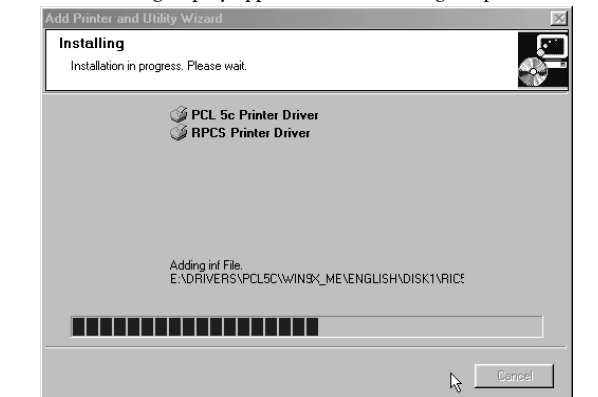 Add Printer and Utility Wizard
Installing
Installation in progress. Please wait.
PCL 5c Printer Driver
RPCS Printer Driver
Adding inf File.
E:\DRIVERS\PCL5C\WIN9X_ME\ENGLISH\DISK1\RIC5
Cancel